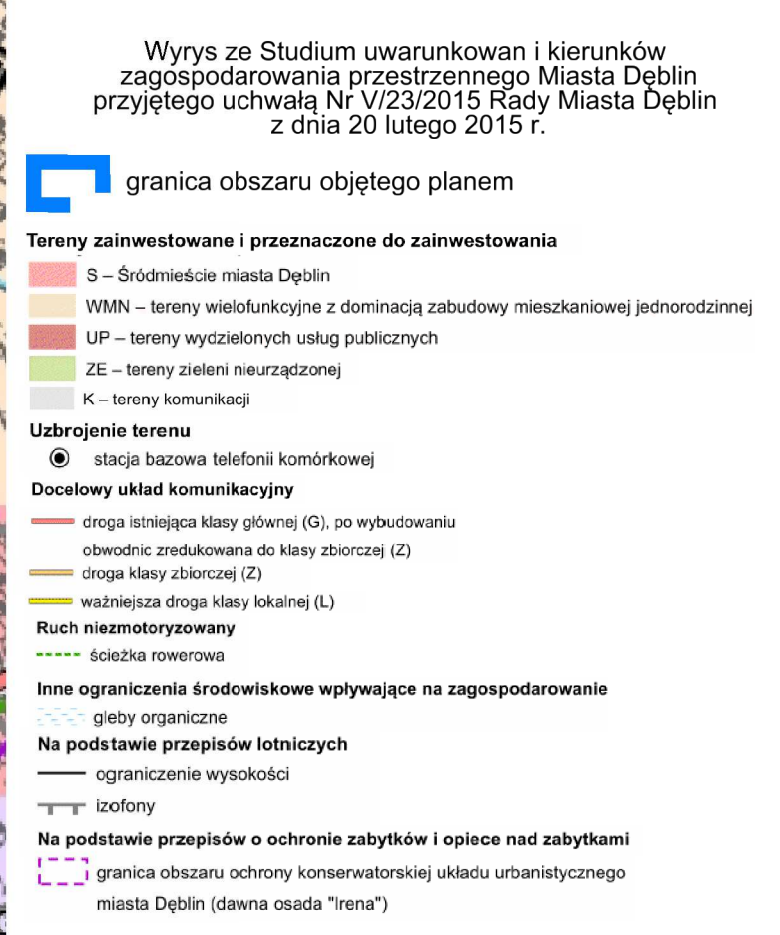 Wyrys ze Studium uwarunkowan i kierunków
zagospodarowania przestrzennego Miasta Dęblin
przyjętego uchwałą Nr V/23/2015 Rady Miasta Dęblin
z dnia 20 lutego 2015 r.
granica obszaru objętego planem
Tereny zainwestowane i przeznaczone do zainwestowania
S – Śródmieście miasta Dęblin
WMN – tereny wielofunkcyjne z dominacją zabudowy mieszkaniowej jednorodzinnej
UP – tereny wydzielonych usług publicznych
ZE – tereny zieleni nieurządzonej
K – tereny komunikacji
Uzbrojenie terenu
stacja bazowa telefonii komórkowej
Docelowy układ komunikacyjny
droga istniejąca klasy głównej (G), po wybudowaniu
obwodnic zredukowana do klasy zbiorczej (Z)
droga klasy zbiorczej (Z)
ważniejsza droga klasy lokalnej (L)
Ruch niezmotoryzowany
ścieżka rowerowa
Inne ograniczenia środowiskowe wpływające na zagospodarowanie
gleby organiczne
Na podstawie przepisów lotniczych
ograniczenie wysokości
izofony
Na podstawie przepisów o ochronie zabytków i opiece nad zabytkami
granica obszaru ochrony konserwatorskiej układu urbanistycznego
miasta Dęblin (dawna osada "Irena")